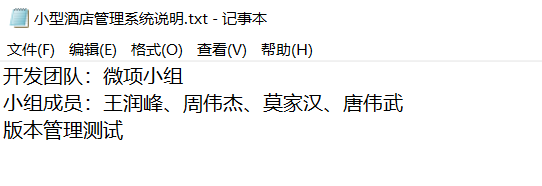 小型酒店管理系统说明.txt - 记事本
文件(F) 编辑(E) 格式(O) 查看(V) 帮助(H)
开发团队：微项小组
小组成员：王润峰、周伟杰、莫家汉、唐伟武
版本管理测试